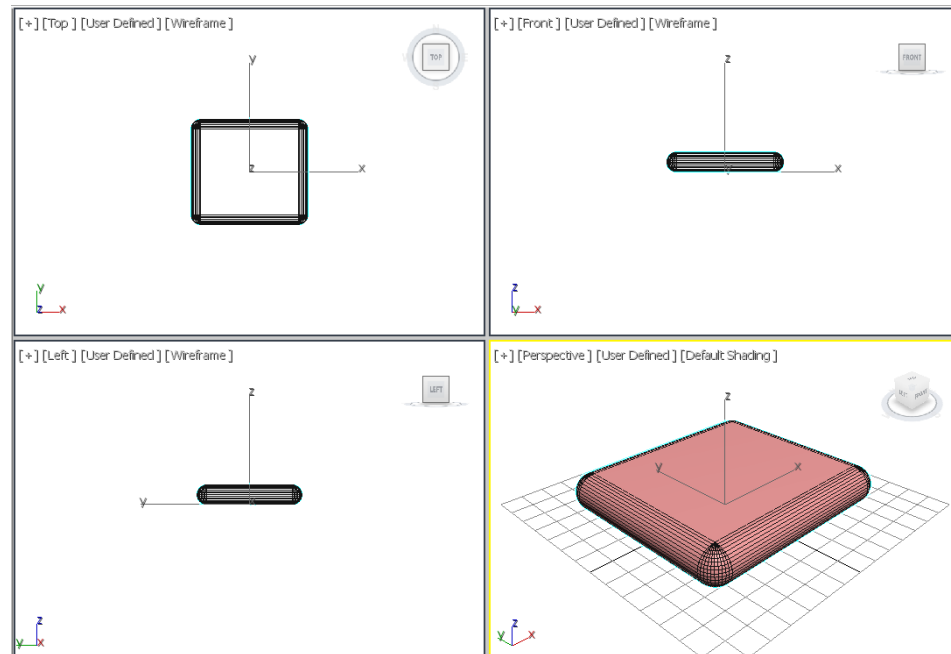 [+] [Top ] [User Defined ] [Wireframe ]
TOP
y
z
x
y
z
x
[+] [Front ] [User Defined ] [Wireframe ]
FRONT
z
x
z
y
x
[+] [Left ] [User Defined ] [Wireframe ]
LEFT
z
y
x
z
y
x
[+] [Perspective ] [User Defined ] [Default Shading ]
z
y
x
z
y
x